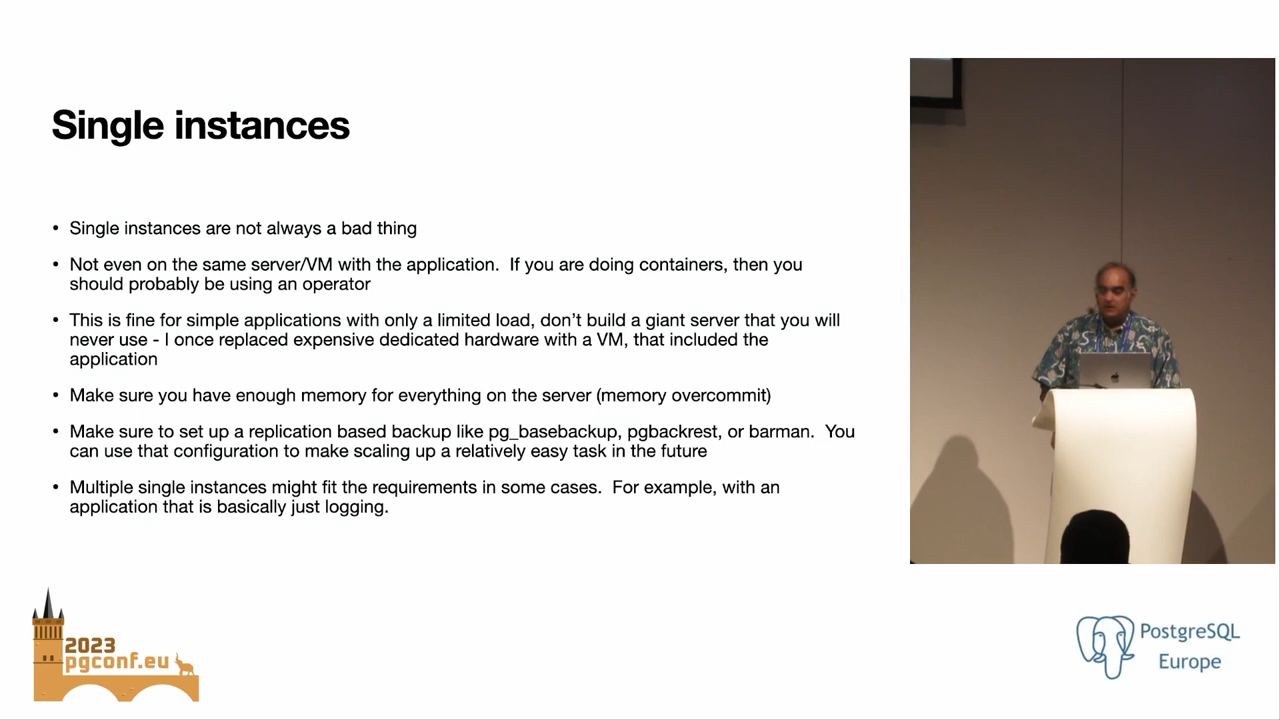 Single instances
• Single instances are not always a bad thing
• Not even on the same server/VM with the application.  If you are doing containers, then you
should probably be using an operator
• This is fine for simple applications with only a limited load, don’t build a giant server that you will
never use - I once replaced expensive dedicated hardware with a VM, that included the
application
• Make sure you have enough memory for everything on the server (memory overcommit)
• Make sure to set up a replication based backup like pg_basebackup, pgbackrest, or barman.  You
can use that configuration to make scaling up a relatively easy task in the future
• Multiple single instances might fit the requirements in some cases.  For example, with an
application that is basically just logging.
2023
pgconf.eu
PostgreSQL
Europe